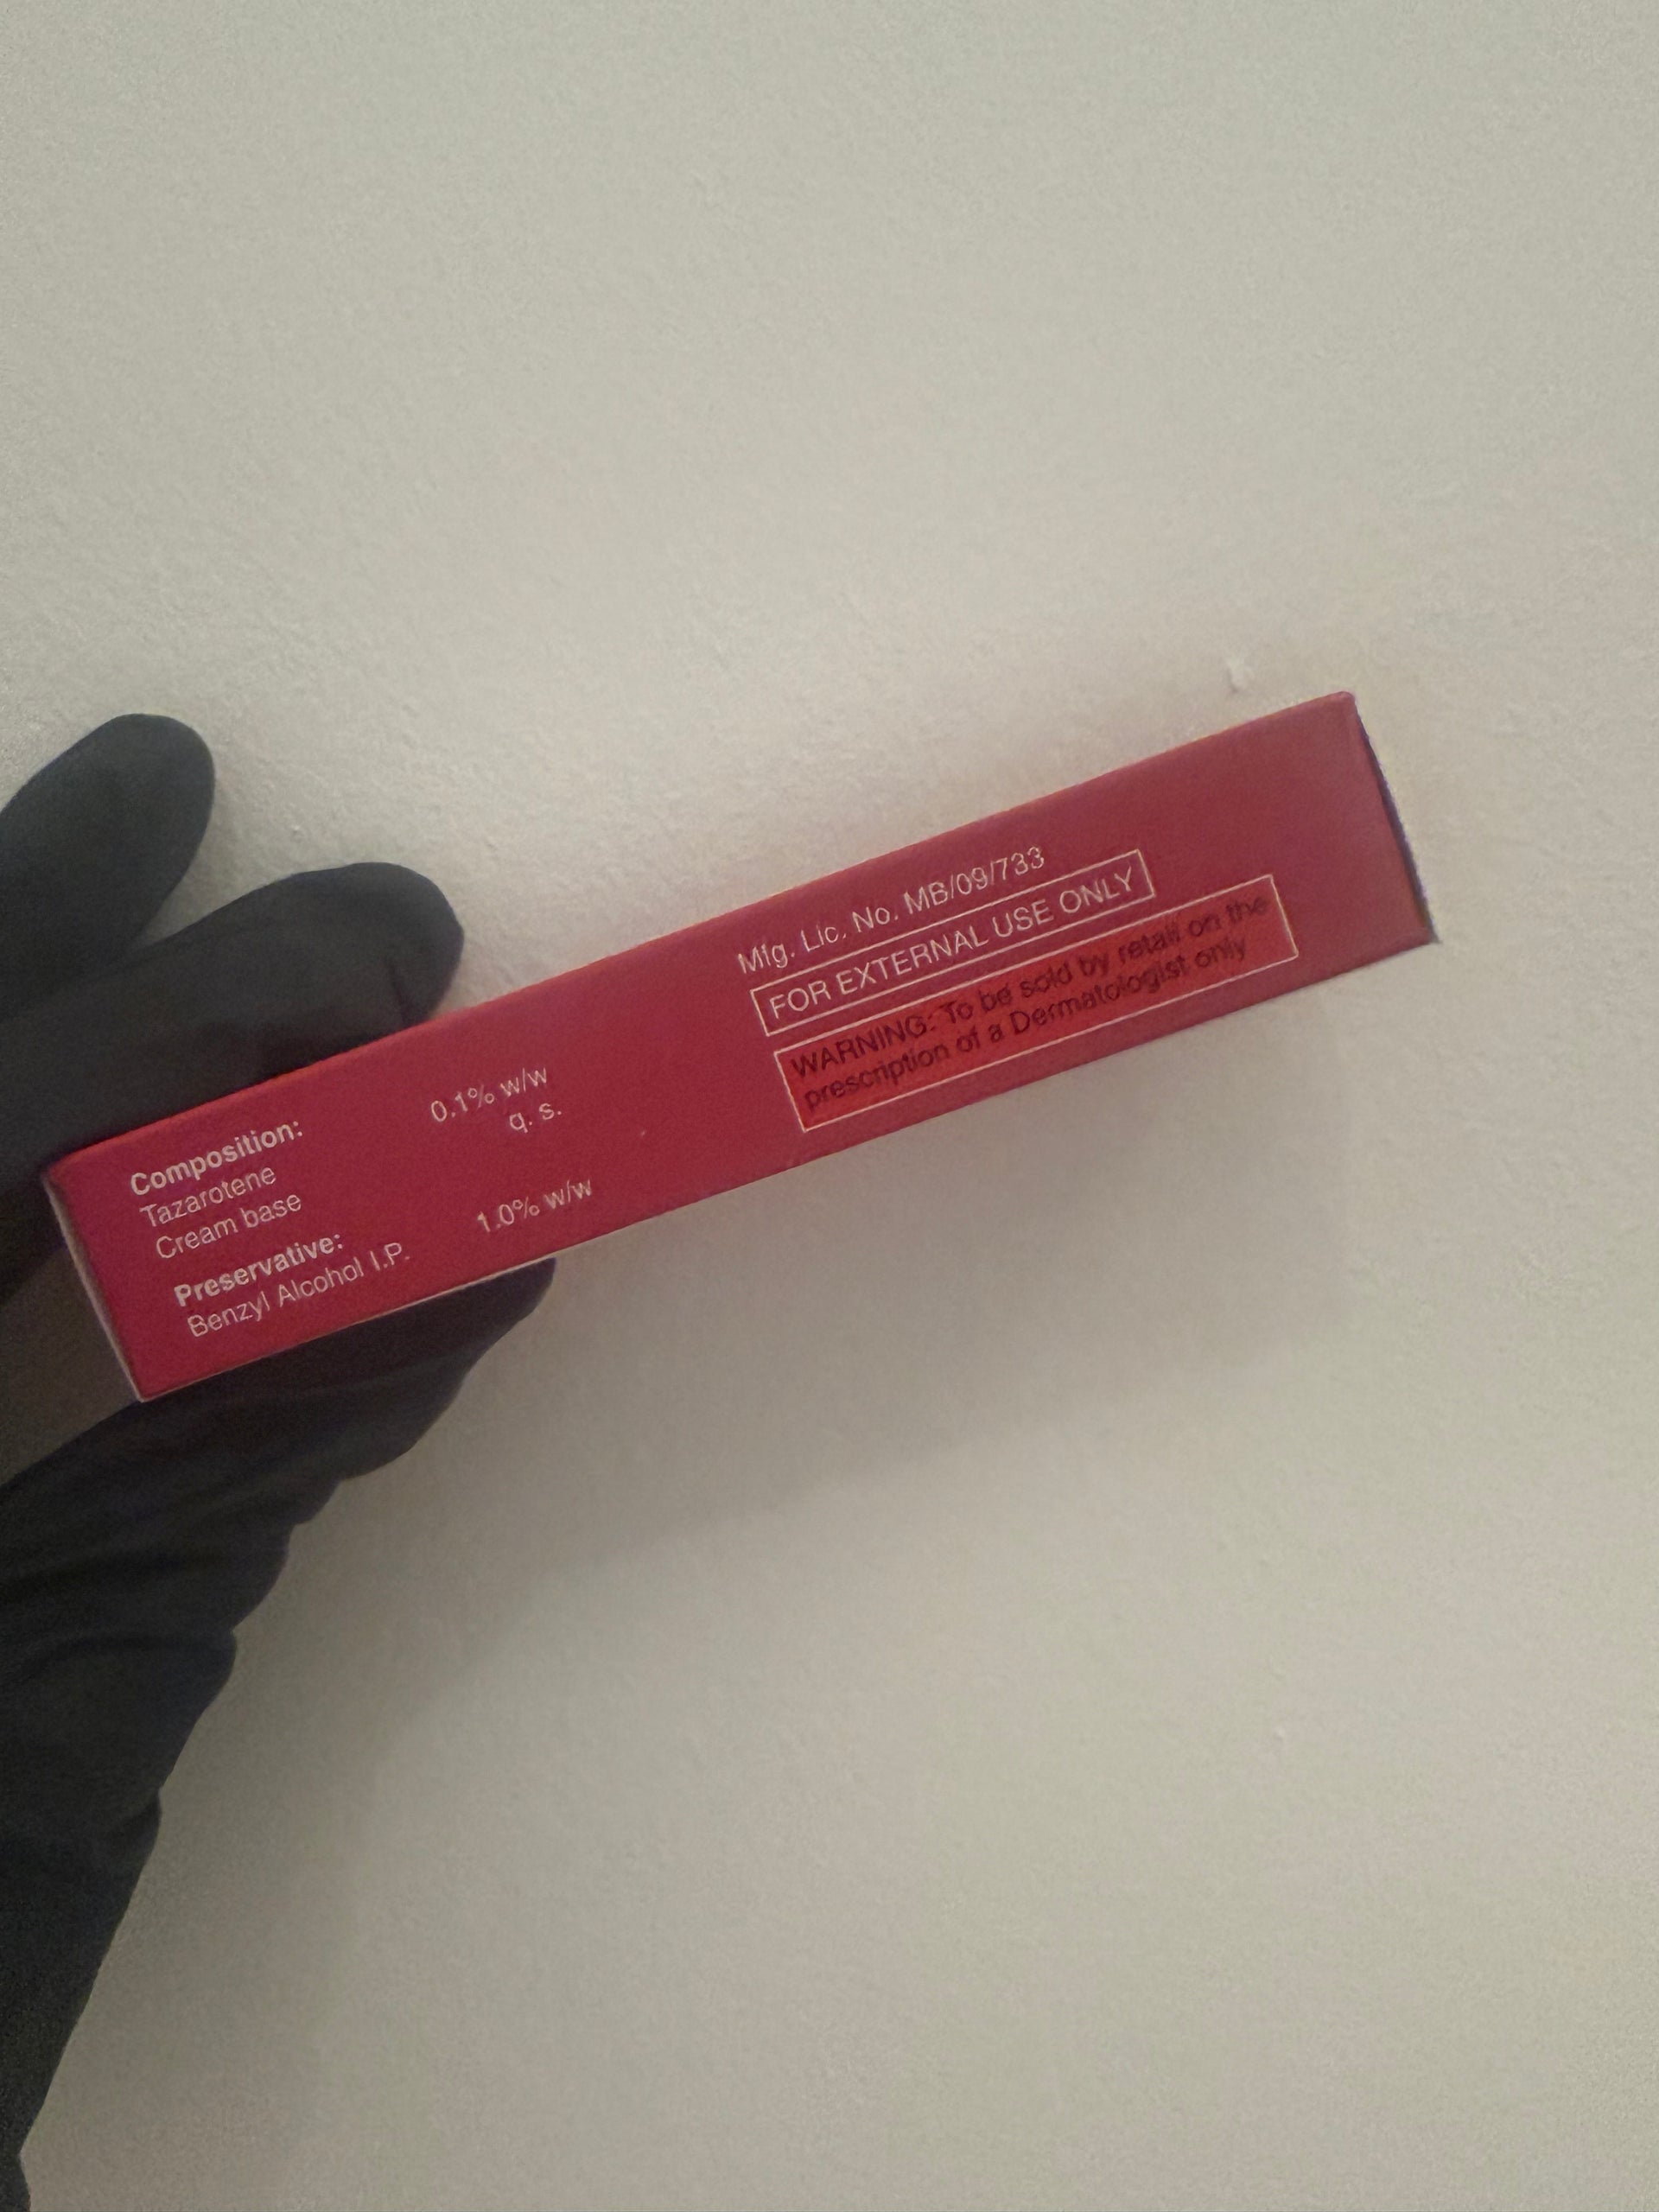 Composition:
Tazarotene 0.1% w/w
Cream base q. s.
Preservative:
Benzyl Alcohol I.P. 1.0% w/w
Mfg. Lic. No. MB/09/733
FOR EXTERNAL USE ONLY
WARNING: To be sold by retail on the
prescription of a Dermatologist only